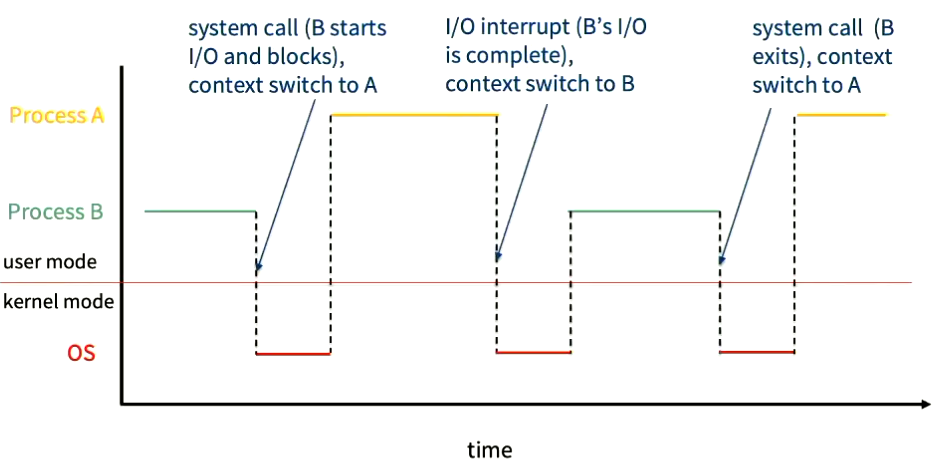 system call (B starts
I/O and blocks),
context switch to A
I/O interrupt (B's I/O
is complete),
context switch to B
system call (B
exits), context
switch to A
Process A
Process B
user mode
kernel mode
OS
time